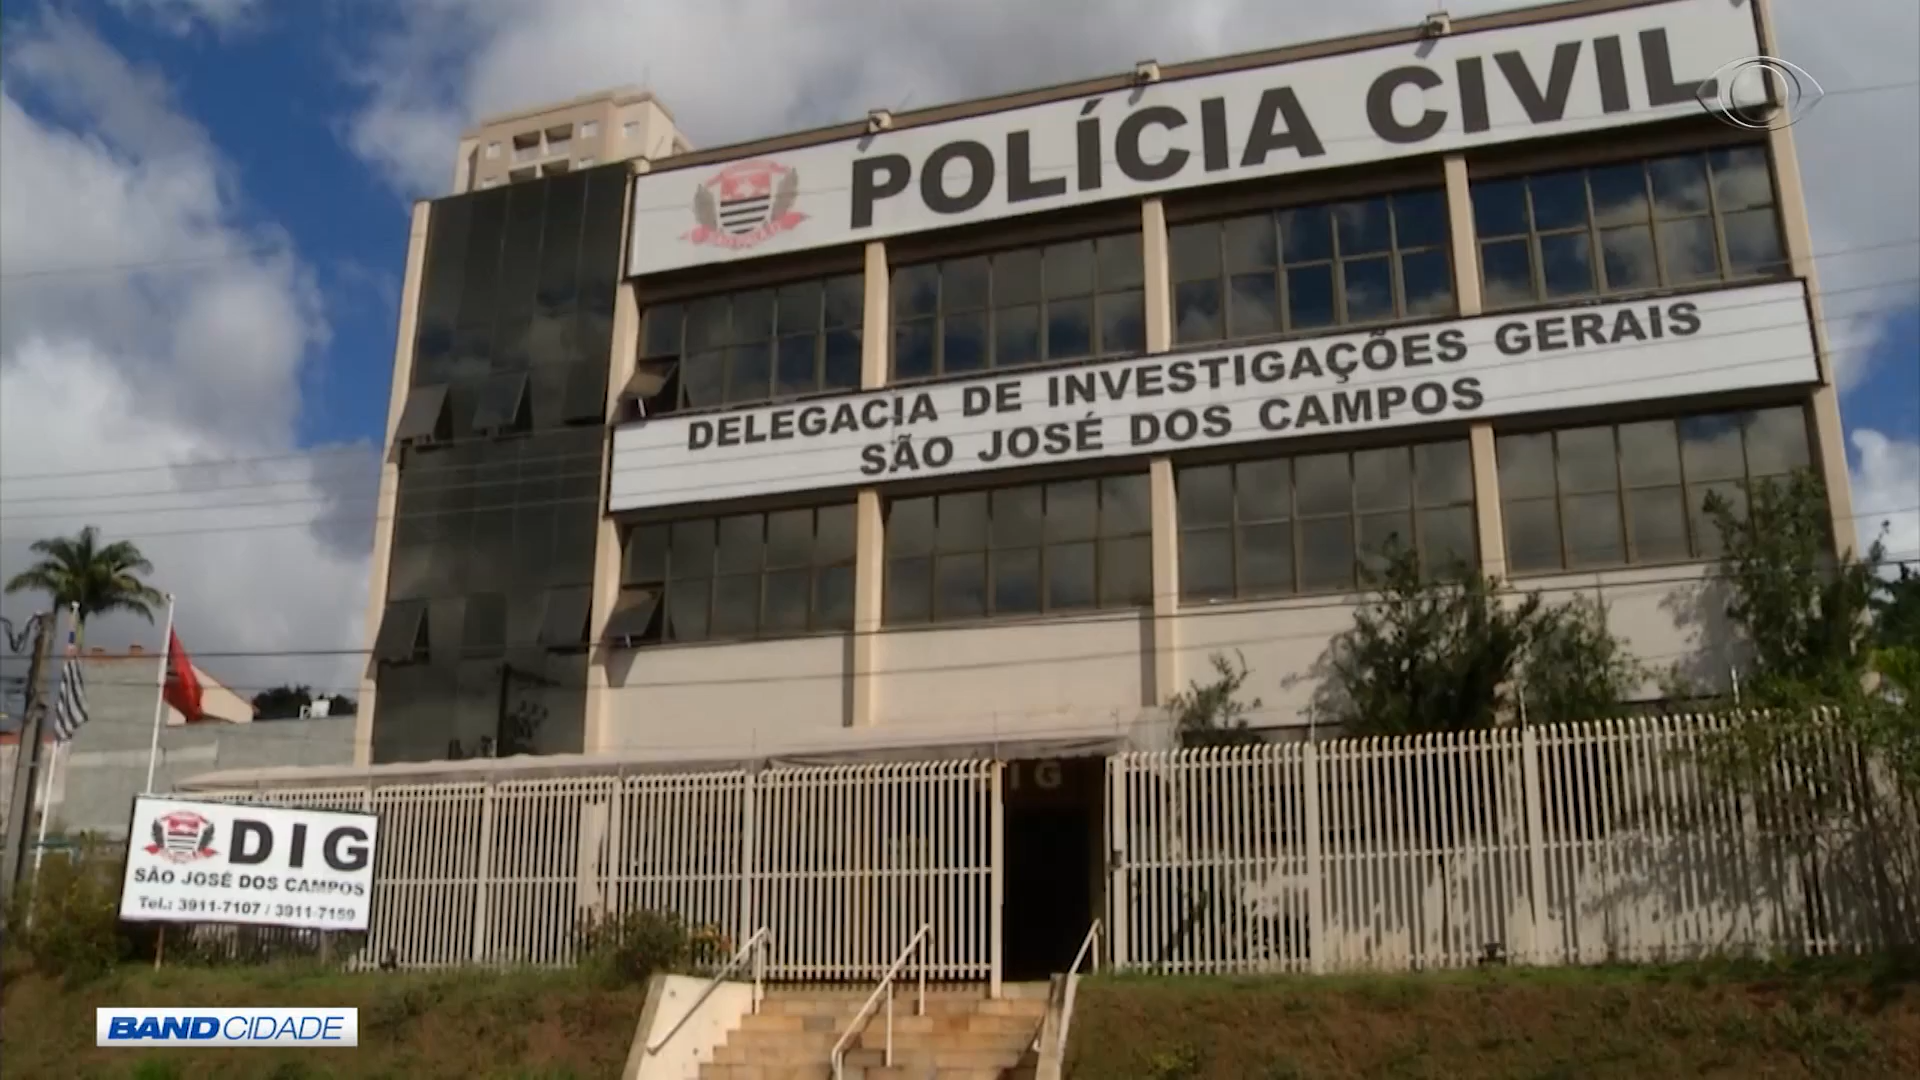 POLÍCIA CIVIL
DELEGACIA DE INVESTIGAÇÕES GERAIS
SÃO JOSÉ DOS CAMPOS
DIG
DIG
SÃO JOSÉ DOS CAMPOS
Tel.: 3911-7107 / 3911-7159
BAND CIDADE